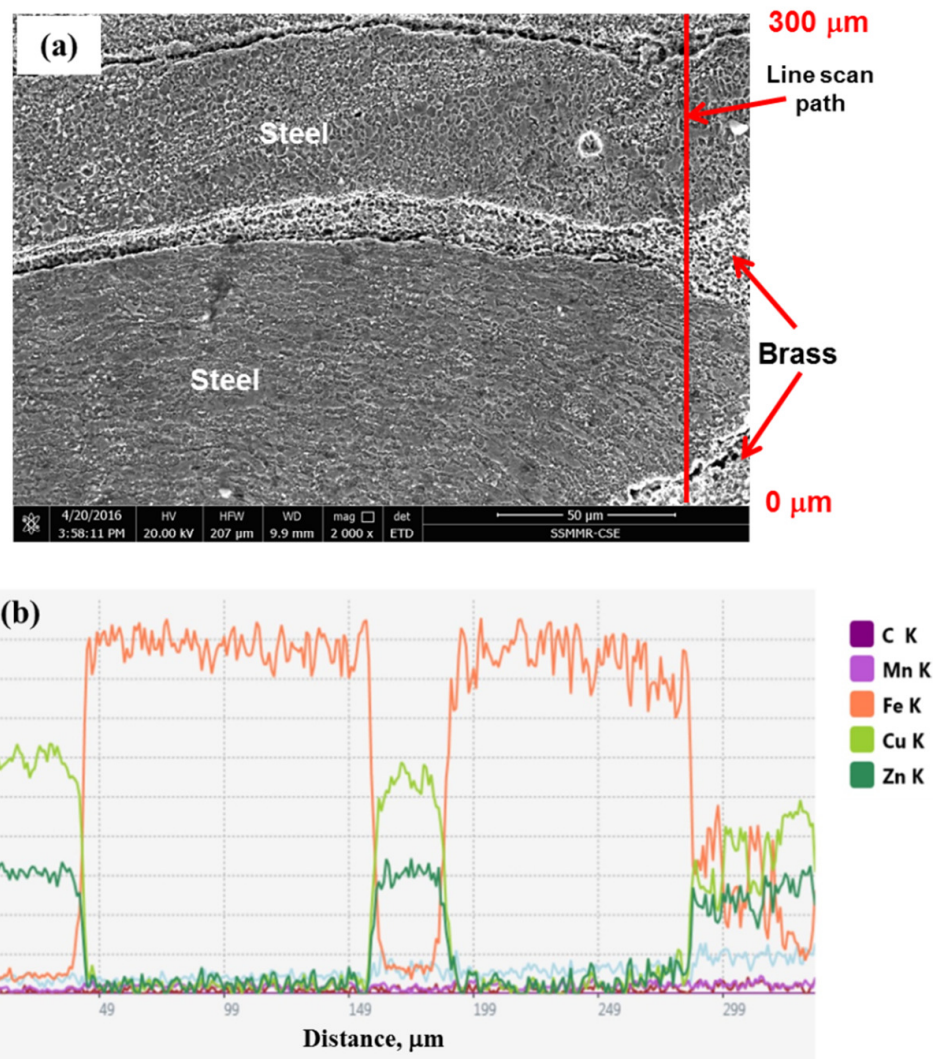 (a)
300 μm
Line scan
path
Steel
Brass
Steel
0 μm
4/20/2016
3:58:11 PM
HV
20.00 kV
HFW
207 μm
WD
9.9 mm
mag
2 000 x
det
ETD
50 μm
SSMMR-CSE
(b)
C K
Mn K
Fe K
Cu K
Zn K
49 99 149 199 249 299
Distance, μm